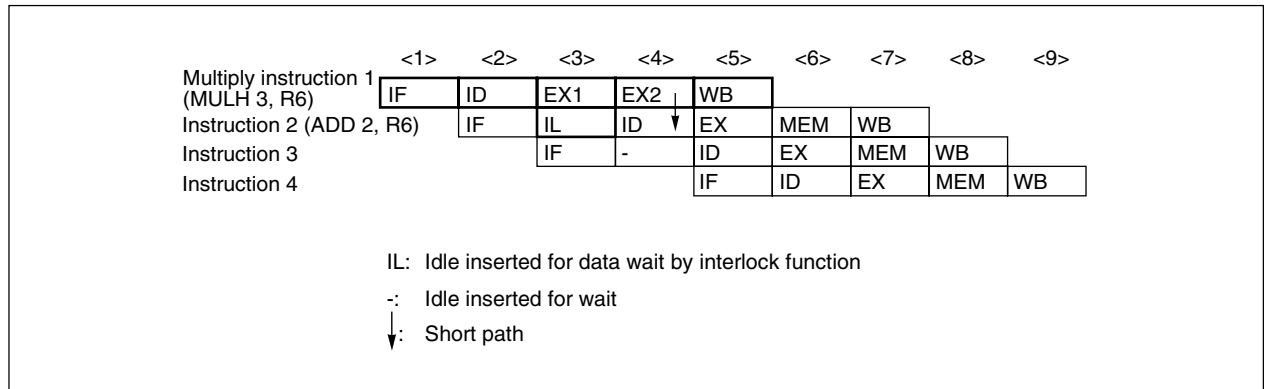 <1> <2> <3> <4> <5> <6> <7> <8> <9>
Multiply instruction 1
(MULH 3, R6) IF ID EX1 EX2 WB
Instruction 2 (ADD 2, R6) IF IL ID EX MEM WB
Instruction 3 IF - ID EX MEM WB
Instruction 4 IF ID EX MEM WB
IL: Idle inserted for data wait by interlock function
-: Idle inserted for wait
: Short path